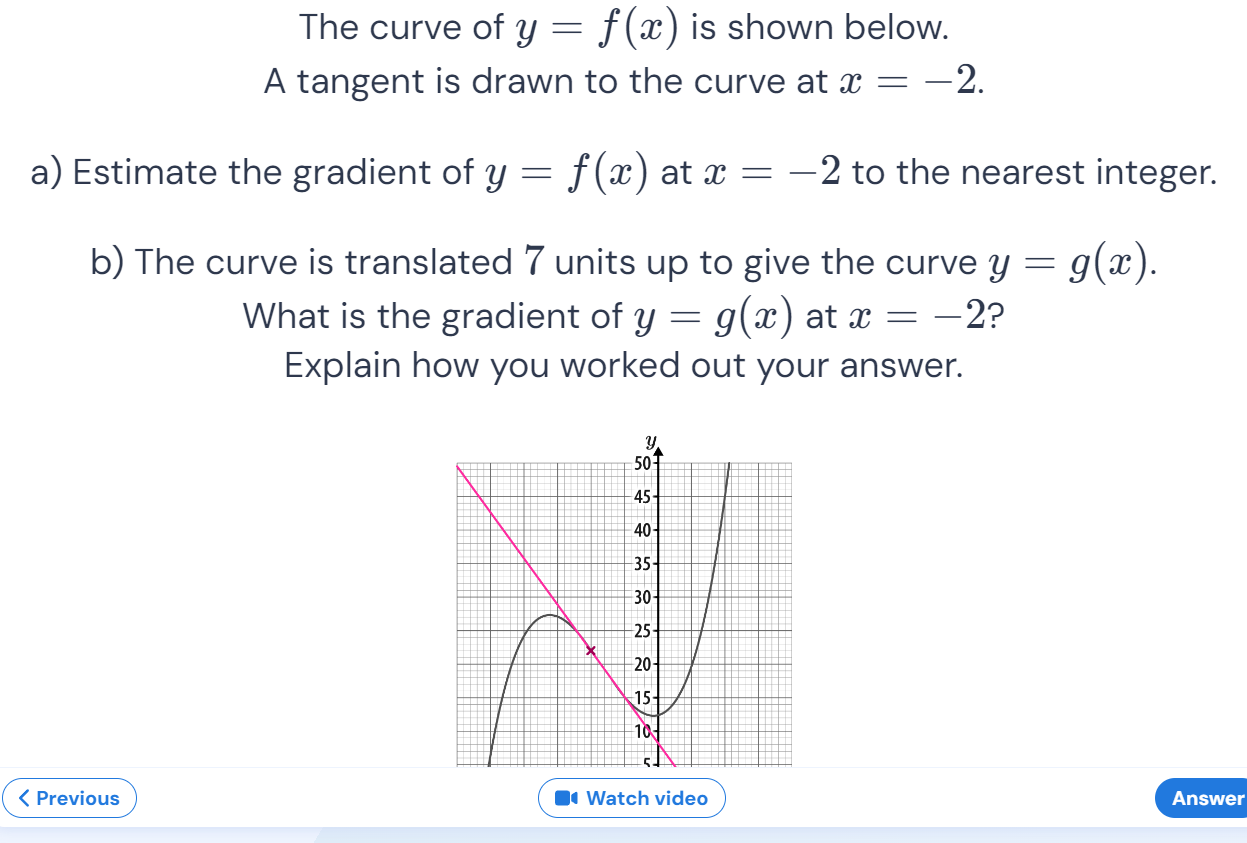 The curve of y = f(x) is shown below.
A tangent is drawn to the curve at x = −2.
a) Estimate the gradient of y = f(x) at x = −2 to the nearest integer.
b) The curve is translated 7 units up to give the curve y = g(x).
What is the gradient of y = g(x) at x = −2?
Explain how you worked out your answer.
y
50
45
40
35
30
25
20
15
10
5
Previous
Watch video
Answer